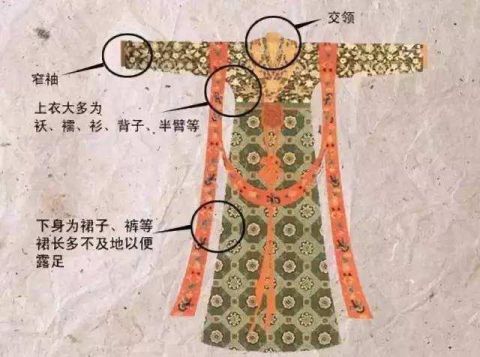 交领
窄袖
上衣大多为
袄、襦、衫、背子、半臂等
下身为裙子、裤等
裙长多不及地以便
露足